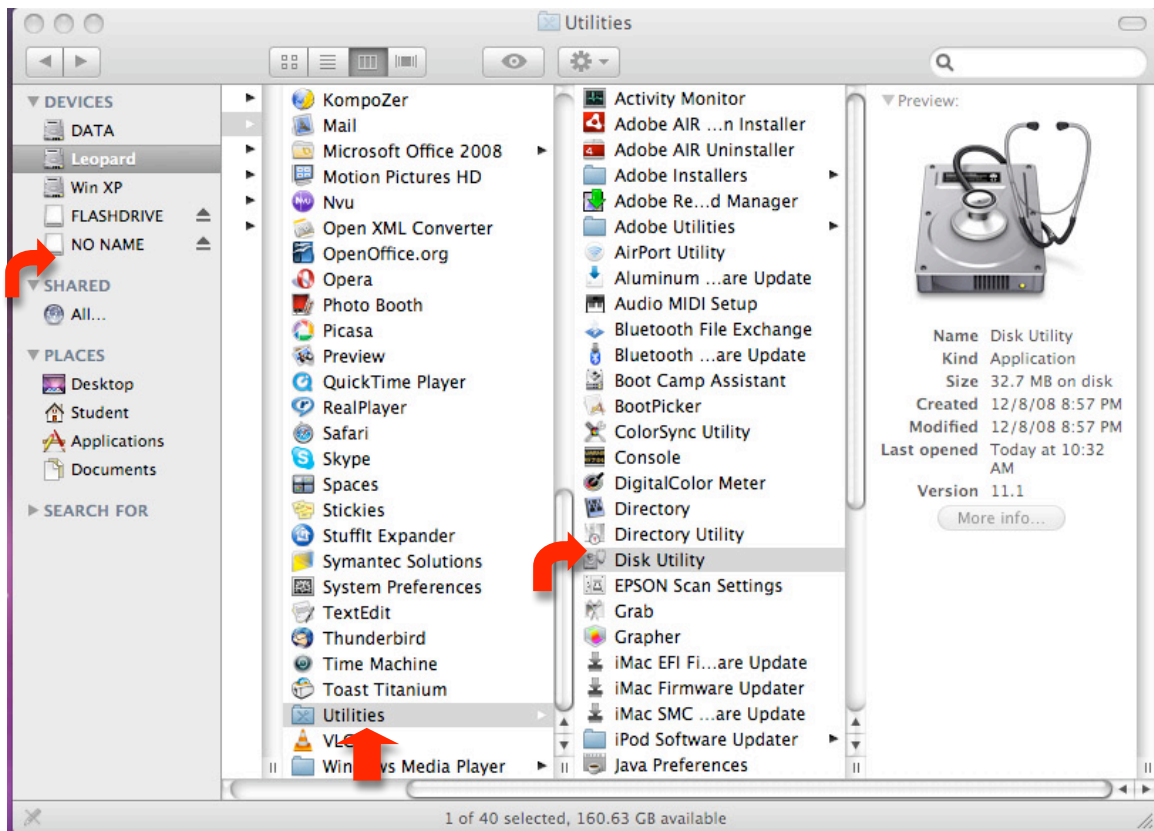 Utilities
DEVICES
DATA
Leopard
Win XP
FLASHDRIVE
NO NAME
SHARED
All...
PLACES
Desktop
Student
Applications
Documents
SEARCH FOR
KompoZer
Mail
Microsoft Office 2008
Motion Pictures HD
Nvu
Open XML Converter
OpenOffice.org
Opera
Photo Booth
Picasa
Preview
QuickTime Player
RealPlayer
Safari
Skype
Spaces
Stickies
StuffIt Expander
Symantec Solutions
System Preferences
TextEdit
Thunderbird
Time Machine
Toast Titanium
Utilities
Media Player
Activity Monitor
Adobe AIR ...n Installer
Adobe AIR Uninstaller
Adobe Installers
Adobe Re...d Manager
Adobe Utilities
AirPort Utility
Aluminum ...are Update
Audio MIDI Setup
Bluetooth File Exchange
Bluetooth ...are Update
Boot Camp Assistant
BootPicker
ColorSync Utility
Console
DigitalColor Meter
Directory
Directory Utility
Disk Utility
EPSON Scan Settings
Grab
Grapher
iMac EFI Fi...are Update
iMac Firmware Updater
iMac SMC ...are Update
iPod Software Updater
Java Preferences
Preview:
Name Disk Utility
Kind Application
Size 32.7 MB on disk
Created 12/8/08 8:57 PM
Modified 12/8/08 8:57 PM
Last opened Today at 10:32
AM
Version 11.1
More info...
1 of 40 selected, 160.63 GB available